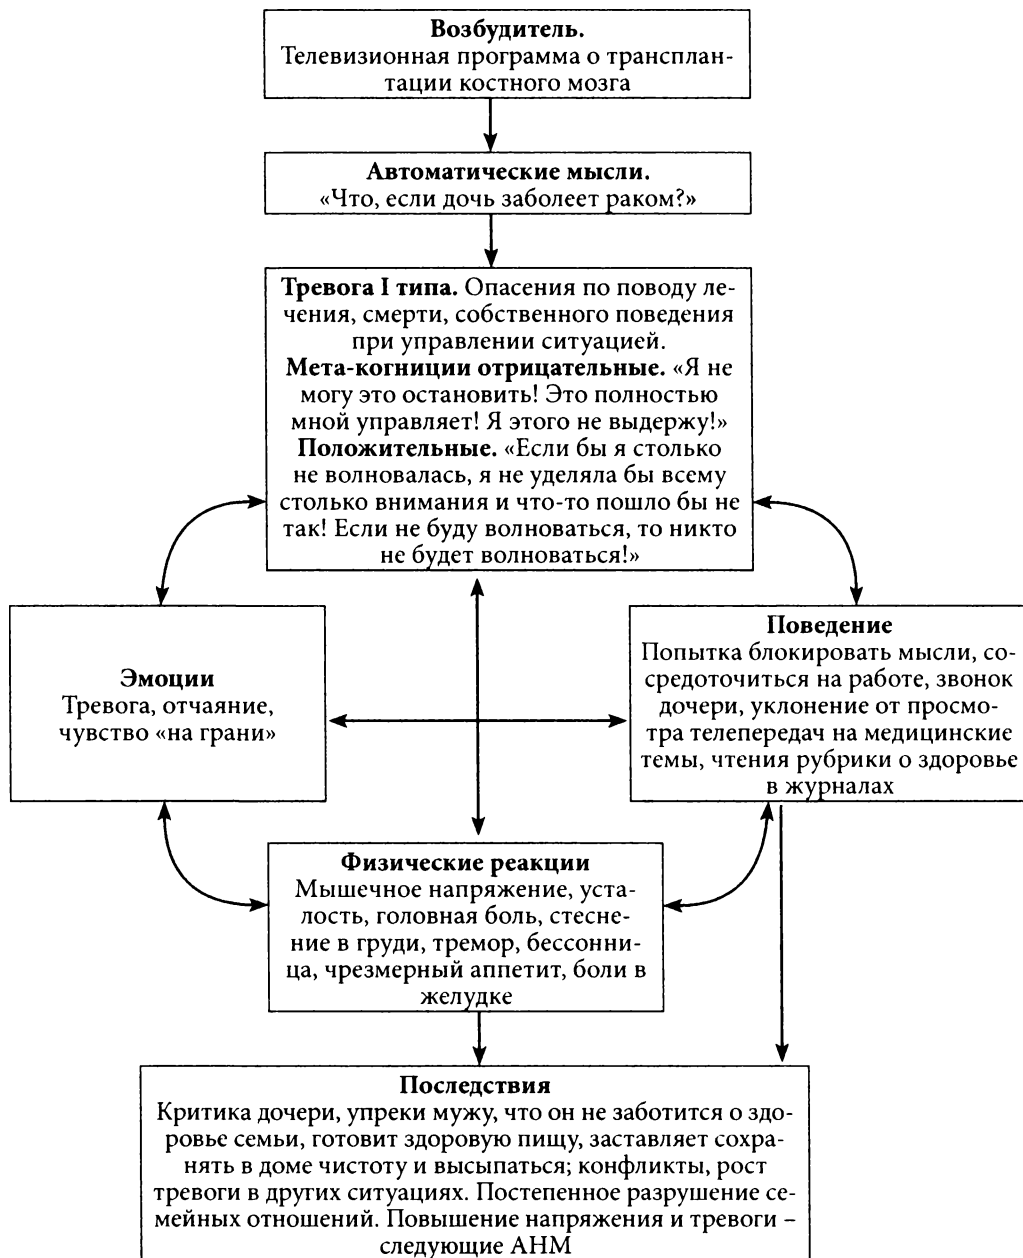 Возбудитель.
Телевизионная программа о трансплан-
тации костного мозга
Автоматические мысли.
«Что, если дочь заболеет раком?»
Тревога I типа. Опасения по поводу ле-
чения, смерти, собственного поведения
при управлении ситуацией.
Мета-когниции отрицательные. «Я не
могу это остановить! Это полностью
мной управляет! Я этого не выдержу!»
Положительные. «Если бы я столько
не волновалась, я не уделяла бы всему
столько внимания и что-то пошло бы не
так! Если не буду волноваться, то никто
не будет волноваться!»
Эмоции
Тревога, отчаяние,
чувство «на грани»
Поведение
Попытка блокировать мысли, со-
средоточиться на работе, звонок
дочери, уклонение от просмо-
тра телепередач на медицинские
темы, чтения рубрики о здоровье
в журналах
Физические реакции
Мышечное напряжение, уста-
лость, головная боль, стесне-
ние в груди, тремор, бессонни-
ца, чрезмерный аппетит, боли в
желудке
Последствия
Критика дочери, упреки мужу, что он не заботится о здо-
ровье семьи, готовит здоровую пищу, заставляет сохра-
нять в доме чистоту и высыпаться; конфликты, рост
тревоги в других ситуациях. Постепенное разрушение се-
мейных отношений. Повышение напряжения и тревоги –
следующие АНМ